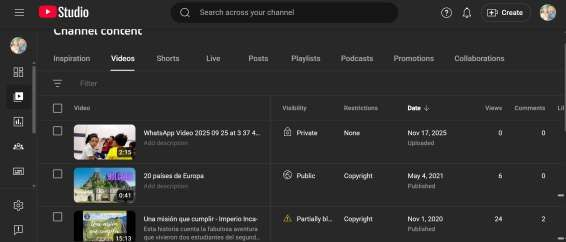 Studio
Search across your channel
Create
Channel content
Inspiration Videos Shorts Live Posts Playlists Podcasts Promotions Collaborations
Filter
Video Visibility Restrictions Date Views Comments
WhatsApp Video 2025 09 25 at 3 37 4... Private None Nov 17, 2025 0 0
Add description Uploaded
2:15
20 países de Europa Public Copyright May 4, 2021 6 0
Add description Published
0:41
Una misión que cumplir - Imperio Inca- Partially bl... Copyright Nov 1, 2020 24 2
Esta historia cuenta la fabulosa aventura Published
que vivieron dos estudiantes del segund...
15:13